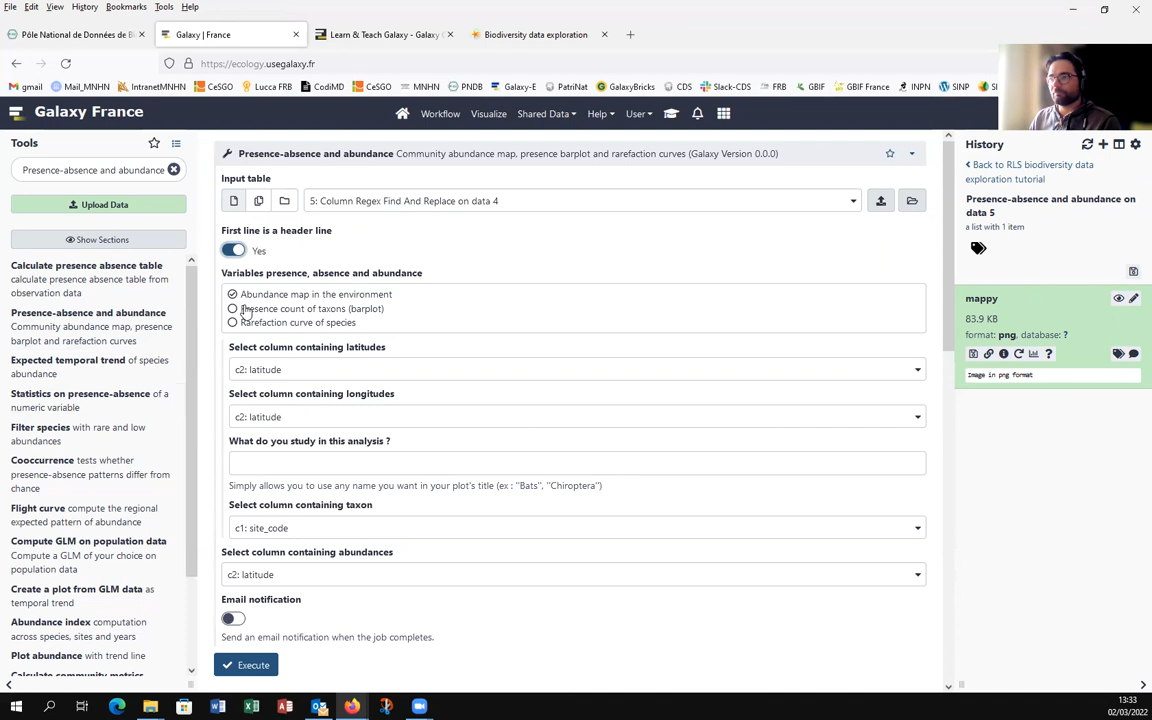 File Edit View History Bookmarks Tools Help
Pôle National de Données de Bi
Galaxy | France
Learn & Teach Galaxy - Galaxy C
Biodiversity data exploration
https://ecology.usegalaxy.fr
gmail Mail_MNHN IntranetMNHN CeSGO Lucca FRB CodiMD CeSGO PNDB Galaxy-E PatriNat GalaxyBricks CDS Slack-CDS FRB GBIF GBIF France INPN SINP
Galaxy France
Workflow Visualize Shared Data Help User
Tools
Presence-absence and abundance
Upload Data
Show Sections
Calculate presence absence table
calculate presence absence table from
observation data
Presence-absence and abundance
Community abundance map, presence
barplot and rarefaction curves
Expected temporal trend of species
abundance
Statistics on presence-absence of a
numeric variable
Filter species with rare and low
abundances
Cooccurrence tests whether
presence-absence patterns differ from
chance
Flight curve compute the regional
expected pattern of abundance
Compute GLM on population data
Compute a GLM of your choice on
population data
Create a plot from GLM data as
temporal trend
Abundance index computation
across species, sites and years
Plot abundance with trend line
Calculate community metrics
Presence-absence and abundance Community abundance map, presence barplot and rarefaction curves (Galaxy Version 0.0.0)
Input table
5: Column Regex Find And Replace on data 4
First line is a header line
Yes
Variables presence, absence and abundance
Abundance map in the environment
Presence count of taxons (barplot)
Rarefaction curve of species
Select column containing latitudes
c2: latitude
Select column containing longitudes
c2: latitude
What do you study in this analysis ?
Simply allows you to use any name you want in your plot's title (ex : "Bats", "Chiroptera")
Select column containing taxon
c1: site_code
Select column containing abundances
c2: latitude
Email notification
Send an email notification when the job completes.
Execute
History
Back to RLS biodiversity data
exploration tutorial
Presence-absence and abundance on
data 5
a list with 1 item
mappy
83.9 KB
format: png, database: ?
Image in png format
13:33
02/03/2022